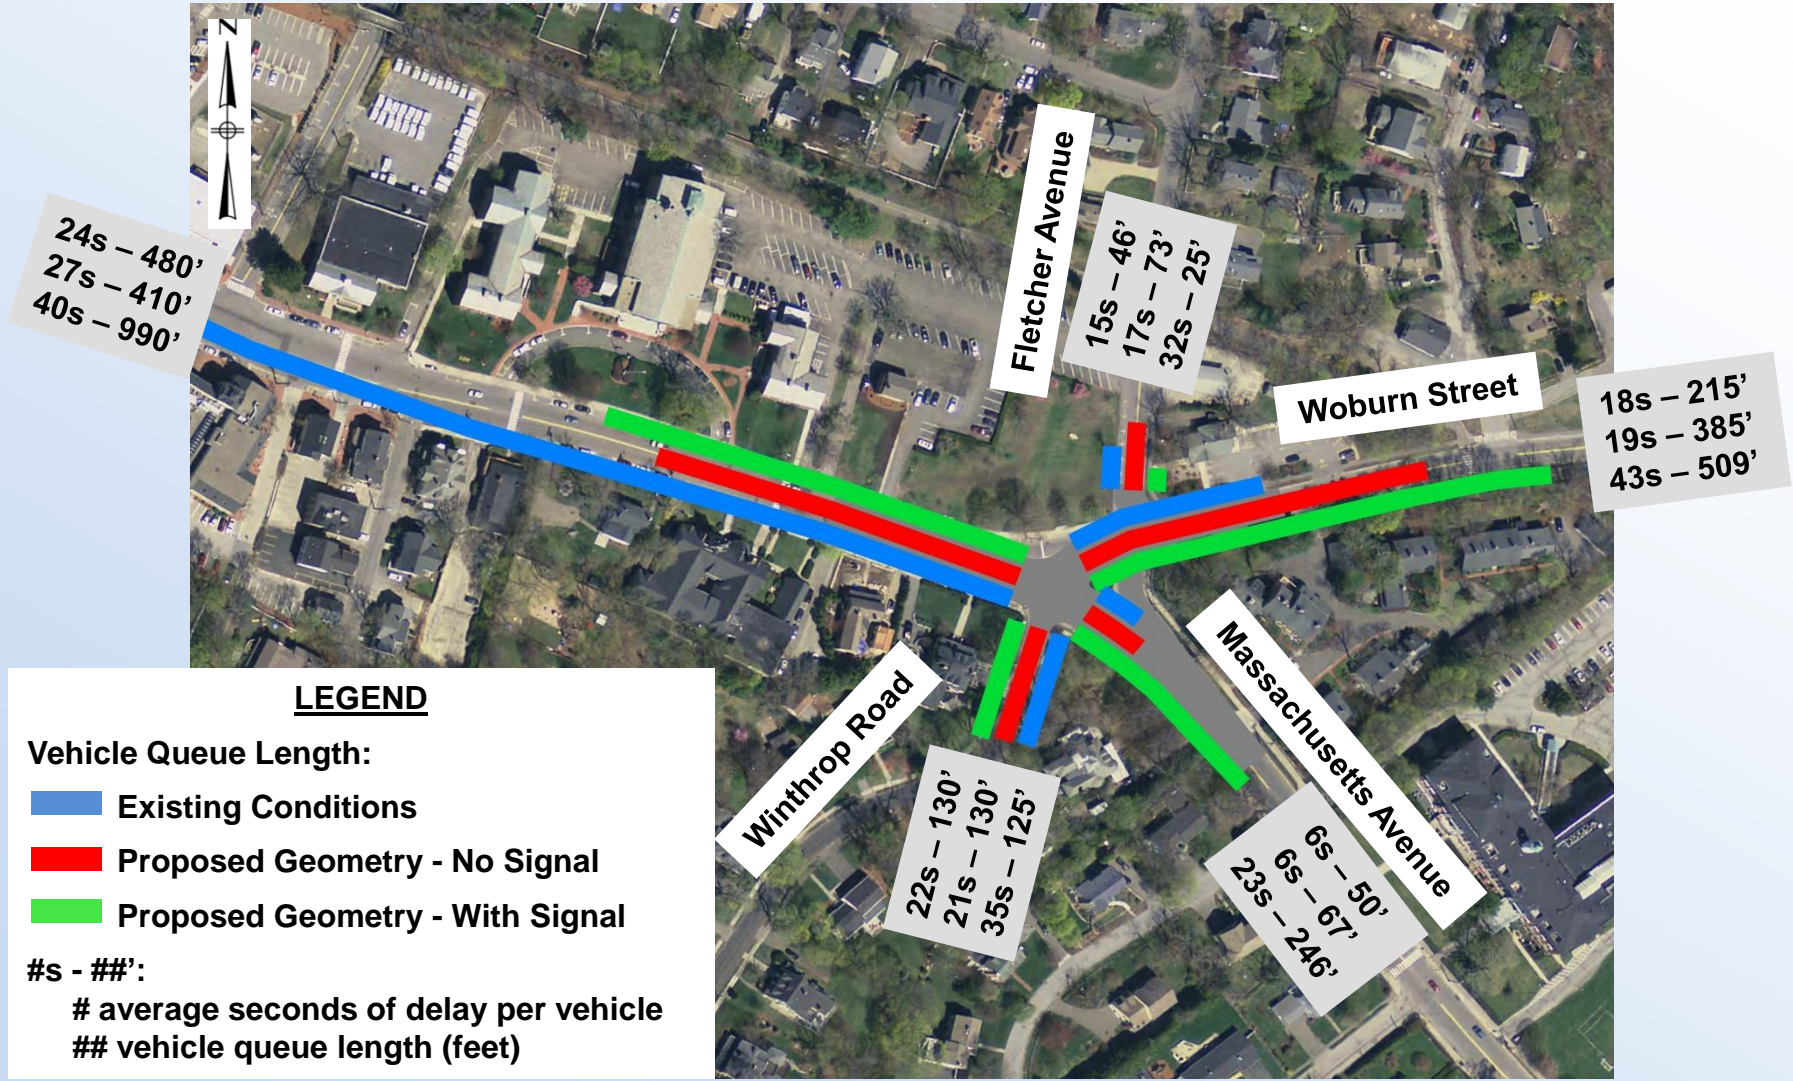 N
24s – 480’
27s – 410’
40s – 990’
Fletcher Avenue
15s – 46’
17s – 73’
32s – 25’
Woburn Street
18s – 215’
19s – 385’
43s – 509’
Massachusetts Avenue
6s – 50’
6s – 67’
23s – 246’
Winthrop Road
22s – 130’
21s – 130’
35s – 125’
LEGEND
Vehicle Queue Length:
Existing Conditions
Proposed Geometry - No Signal
Proposed Geometry - With Signal
#s - ##’:
# average seconds of delay per vehicle
## vehicle queue length (feet)